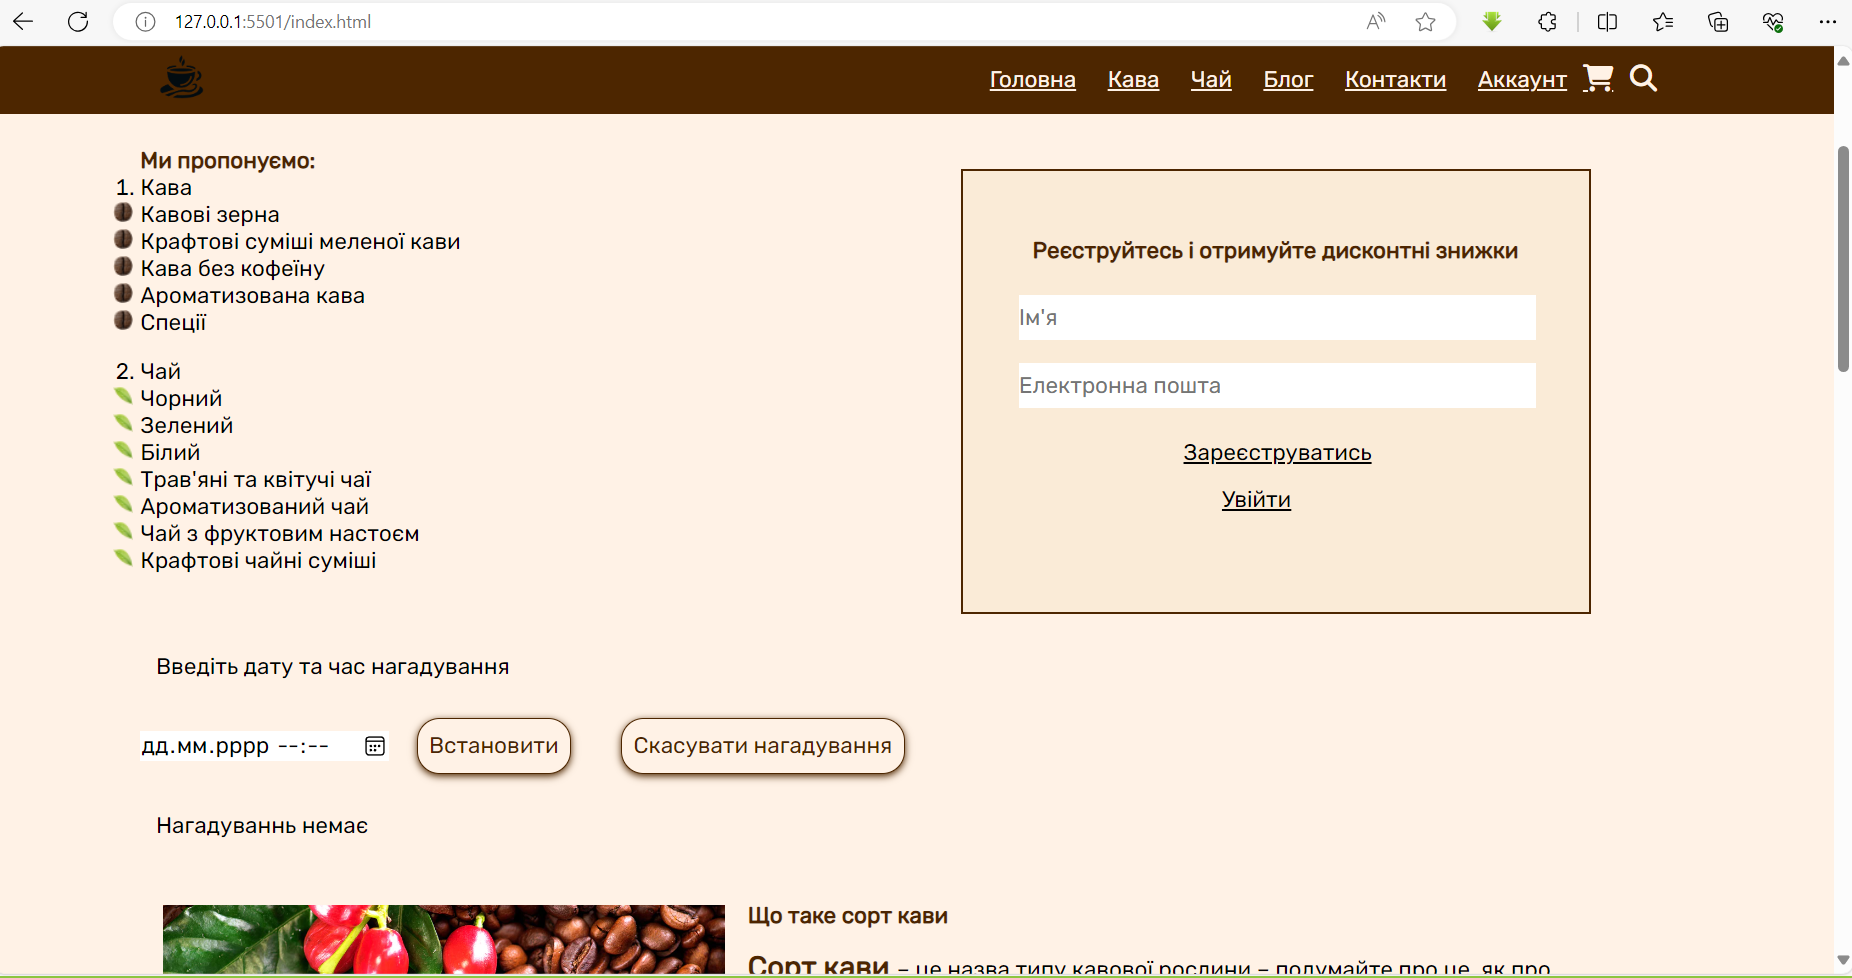 127.0.0.1:5501/index.html
Головна Кава Чай Блог Контакти Аккаунт
Ми пропонуємо:
1. Кава
Кавові зерна
Крафтові суміші меленої кави
Кава без кофеїну
Ароматизована кава
Спеції
2. Чай
Чорний
Зелений
Білий
Трав'яні та квітучі чаї
Ароматизований чай
Чай з фруктовим настоєм
Крафтові чайні суміші
Реєструйтесь і отримуйте дисконтні знижки
Ім'я
Електронна пошта
Зареєструватись
Увійти
Введіть дату та час нагадування
дд.мм.рррр --:--
Встановити
Скасувати нагадування
Нагадуваннь немає
Що таке сорт кави
Сорт кави – це назва типу кавової рослини – подумайте про це, як про